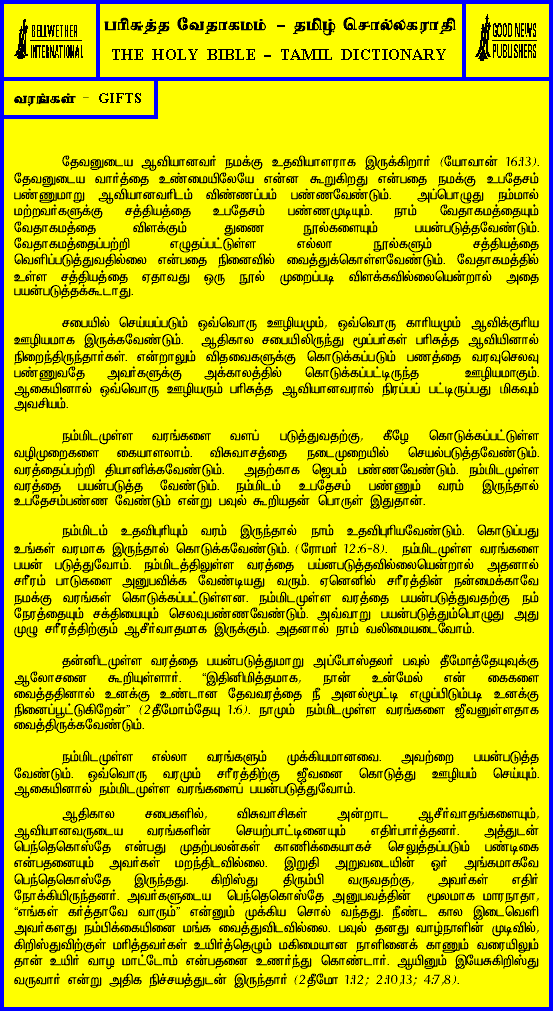 BELLWETHER
INTERNATIONAL
பரிசுத்த வேதாகமம் - தமிழ் சொல்லகராதி
THE HOLY BIBLE - TAMIL DICTIONARY
GOOD NEWS
PUBLISHERS
வரங்கள் - GIFTS
தேவனுடைய ஆவியானவர் நமக்கு உதவியாளராக இருக்கிறார் (யோவான் 16:13).
தேவனுடைய வார்த்தை உண்மையிலேயே என்ன கூறுகிறது என்பதை நமக்கு உபதேசம்
பண்ணுமாறு ஆவியானவரிடம் விண்ணப்பம் பண்ணவேண்டும். அப்பொழுது நம்மால்
மற்றவர்களுக்கு சத்தியத்தை உபதேசம் பண்ணமுடியும். நாம் வேதாகமத்தையும்
வேதாகமத்தை விளக்கும் துணை நூல்களையும் பயன்படுத்தவேண்டும்.
வேதாகமத்தைப்பற்றி எழுதப்பட்டுள்ள எல்லா நூல்களும் சத்தியத்தை
வெளிப்படுத்துவதில்லை என்பதை நினைவில் வைத்துக்கொள்ளவேண்டும். வேதாகமத்தில்
உள்ள சத்தியத்தை ஏதாவது ஒரு நூல் முறைப்படி விளக்கவில்லையென்றால் அதை
பயன்படுத்தக்கூடாது.
சபையில் செய்யப்படும் ஒவ்வொரு ஊழியமும், ஒவ்வொரு காரியமும் ஆவிக்குரிய
ஊழியமாக இருக்கவேண்டும். ஆதிகால சபையிலிருந்து மூப்பர்கள் பரிசுத்த ஆவியினால்
நிறைந்திருந்தார்கள். என்றாலும் விதவைகளுக்கு கொடுக்கப்படும் பணத்தை வரவுசெலவு
பண்ணுவதே அவர்களுக்கு அக்காலத்தில் கொடுக்கப்பட்டிருந்த ஊழியமாகும்.
ஆகையினால் ஒவ்வொரு ஊழியரும் பரிசுத்த ஆவியானவரால் நிரப்பப் பட்டிருப்பது மிகவும்
அவசியம்.
நம்மிடமுள்ள வரங்களை வளப் படுத்துவதற்கு, கீழே கொடுக்கப்பட்டுள்ள
வழிமுறைகளை கையாளலாம். விசுவாசத்தை நடைமுறையில் செயல்படுத்தவேண்டும்.
வரத்தைப்பற்றி தியானிக்கவேண்டும். அதற்காக ஜெபம் பண்ணவேண்டும். நம்மிடமுள்ள
வரத்தை பயன்படுத்த வேண்டும். நம்மிடம் உபதேசம் பண்ணும் வரம் இருந்தால்
உபதேசம்பண்ண வேண்டும் என்று பவுல் கூறியதன் பொருள் இதுதான்.
நம்மிடம் உதவிபுரியும் வரம் இருந்தால் நாம் உதவிபுரியவேண்டும். கொடுப்பது
உங்கள் வரமாக இருந்தால் கொடுக்கவேண்டும். (ரோமர் 12:6-8). நம்மிடமுள்ள வரங்களை
பயன் படுத்துவோம். நம்மிடத்திலுள்ள வரத்தை பய்னபடுத்தவில்லையென்றால் அதனால்
சரீரம் பாடுகளை அனுபவிக்க வேண்டியது வரும். ஏனெனில் சரீரத்தின் நன்மைக்காவே
நமக்கு வரங்கள் கொடுக்கப்பட்டுள்ளன. நம்மிடமுள்ள வரத்தை பயன்படுத்துவதற்கு நம்
நேரத்தையும் சக்தியையும் செலவுபண்ணவேண்டும். அவ்வாறு பயன்படுத்தும்பொழுது அது
முழு சரீரத்திற்கும் ஆசீர்வாதமாக இருக்கும். அதனால் நாம் வலிமையடைவோம்.
தன்னிடமுள்ள வரத்தை பயன்படுத்துமாறு அப்போஸ்தலர் பவுல் தீமோத்தேயுவுக்கு
ஆலோசனை கூறியுள்ளார். "இதினிமித்தமாக, நான் உன்மேல் என் கைகளை
வைத்ததினால் உனக்கு உண்டான தேவவரத்தை நீ அனல்மூட்டி எழுப்பிடும்படி உனக்கு
நினைப்பூட்டுகிறேன்" (2தீமோம்தேயு 1:6). நாமும் நம்மிடமுள்ள வரங்களை ஜீவனுள்ளதாக
வைத்திருக்கவேண்டும்.
நம்மிடமுள்ள எல்லா வரங்களும் முக்கியமானவை. அவற்றை பயன்படுத்த
வேண்டும். ஒவ்வொரு வரமும் சரீரத்திற்கு ஜீவனை கொடுத்து ஊழியம் செய்யும்.
ஆகையினால் நம்மிடமுள்ள வரங்களைப் பயன்படுத்துவோம்.
ஆதிகால சபைகளில், விசுவாசிகள் அன்றாட ஆசீர்வாதங்களையும்,
ஆவியானவருடைய வரங்களின் செயற்பாட்டினையும் எதிர்பார்த்தனர். அத்துடன்
பெந்தெகொஸ்தே என்பது முதற்பலன்கள் காணிக்கையாகச் செலுத்தப்படும் பண்டிகை
என்பதனையும் அவர்கள் மறந்திடவில்லை. இறுதி அறுவடையின் ஓர் அங்கமாகவே
பெந்தெகொஸ்தே இருந்தது. கிறிஸ்து திரும்பி வருவதற்கு, அவர்கள் எதிர்
நோக்கியிருந்தனர். அவர்களுடைய பெந்தெகொஸ்தே அனுபவத்தின் மூலமாக மாரநாதா,
"எங்கள் கர்த்தாவே வாரும்" என்னும் முக்கிய சொல் வந்தது. நீண்ட கால இடைவெளி
அவர்களது நம்பிக்கையினை மங்க வைத்துவிடவில்லை. பவுல் தனது வாழ்நாளின் முடிவில்,
கிறிஸ்துவிற்குள் மரித்தவர்கள் உயிர்த்தெழும் மகிமையான நாளினைக் காணும் வரையிலும்
தான் உயிர் வாழ மாட்டோம் என்பதனை உணர்ந்து கொண்டார். ஆயினும் இயேசுகிறிஸ்து
வருவார் என்று அதிக நிச்சயத்துடன் இருந்தார் (2தீமோ 1:12; 2:10,13; 4:7,8).